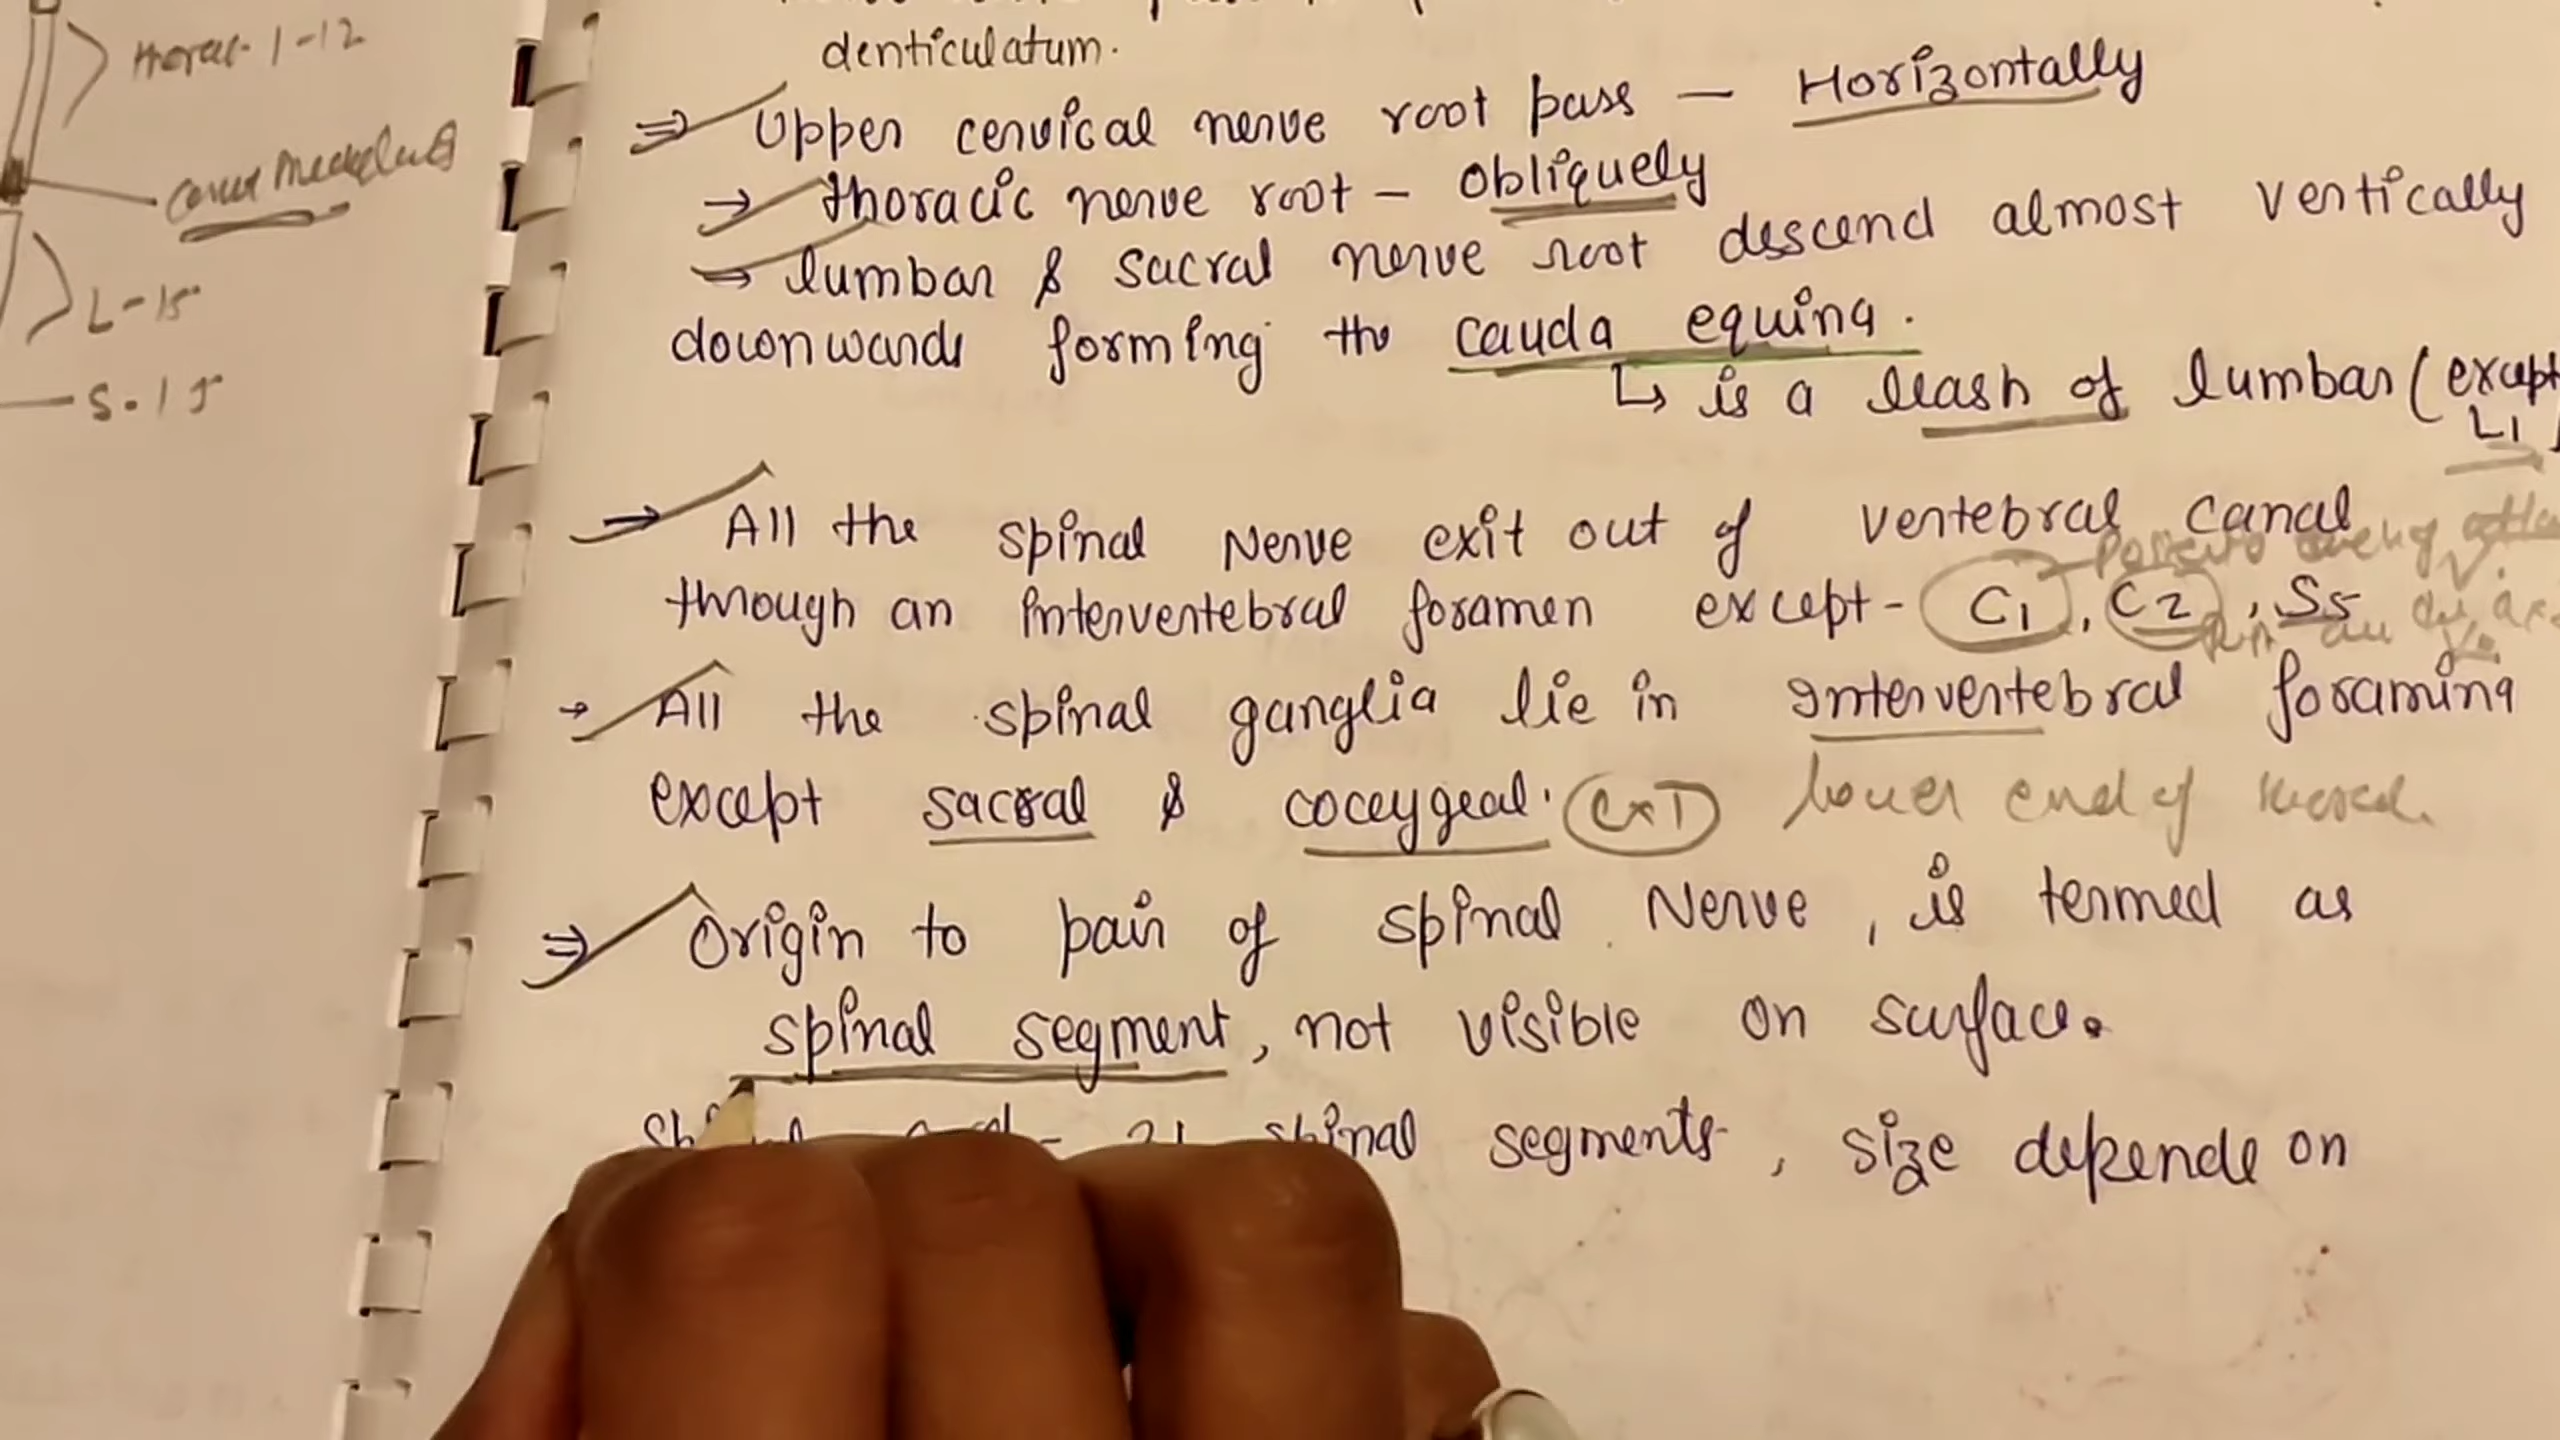 thorac- 1-12
L-15
S.15
denticulatum.
⇒ Upper cervical nerve root pass — Horizontally
→ thoracic nerve root - obliquely
→ lumbar & sacral nerve root descend almost vertically
downwards forming the cauda equina.
↳ is a leash of lumbar (except
L1)
→ All the spinal Nerve exit out of vertebral canal
through an intervertebral foramen except- C1, C2, S5
→ All the spinal ganglia lie in Intervertebral foramina
except sacral & coccygeal. lower end of
⇒ Origin to pair of spinal Nerve, is termed as
spinal segment, not visible on surface.
31 spinal segments, size depends on